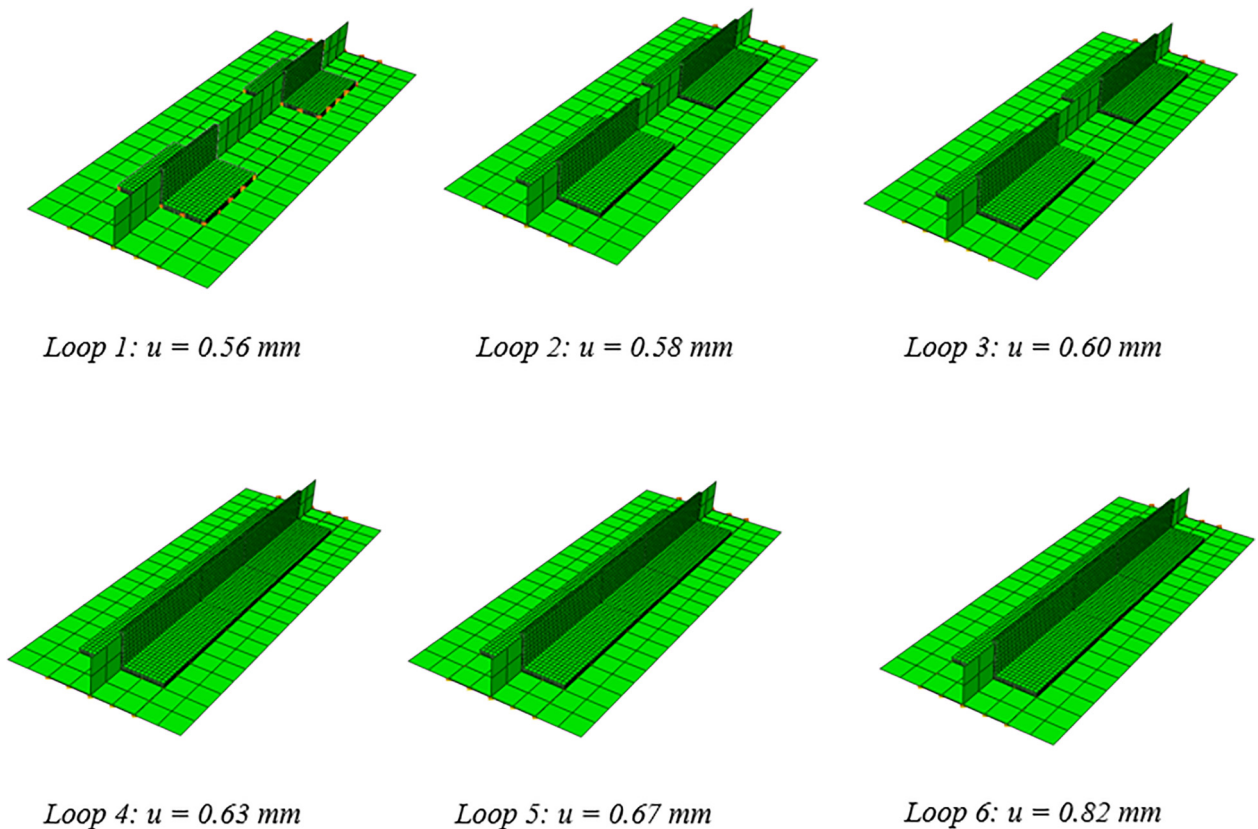 Loop 1: u = 0.56 mm
Loop 2: u = 0.58 mm
Loop 3: u = 0.60 mm
Loop 4: u = 0.63 mm
Loop 5: u = 0.67 mm
Loop 6: u = 0.82 mm